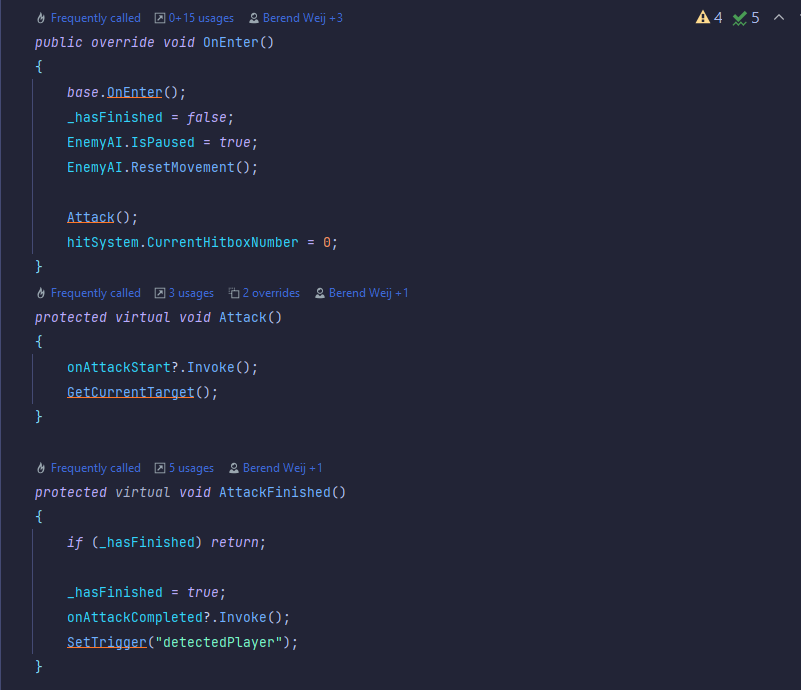 Frequently called 0+15 usages Berend Weij +3 4 5
public override void OnEnter()
{
base.OnEnter();
_hasFinished = false;
EnemyAI.IsPaused = true;
EnemyAI.ResetMovement();
Attack();
hitSystem.CurrentHitboxNumber = 0;
}
Frequently called 3 usages 2 overrides Berend Weij +1
protected virtual void Attack()
{
onAttackStart?.Invoke();
GetCurrentTarget();
}
Frequently called 5 usages Berend Weij +1
protected virtual void AttackFinished()
{
if (_hasFinished) return;
_hasFinished = true;
onAttackCompleted?.Invoke();
SetTrigger("detectedPlayer");
}